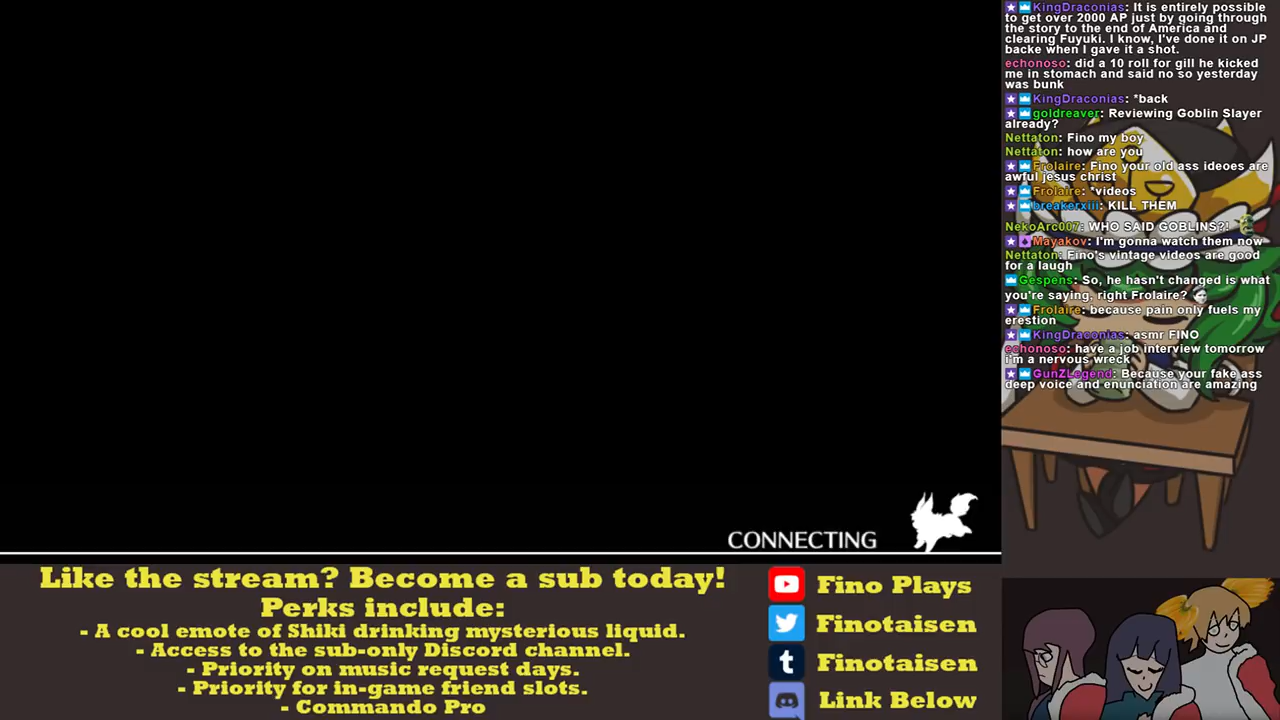 KingDraconias: It is entirely possible
to get over 2000 AP just by going through
the story to the end of America and
clearing Fuyuki. I know, I've done it on JP
backe when I gave it a shot.
echonoso: did a 10 roll for gill he kicked
me in stomach and said no so yesterday
was bunk
KingDraconias: *back
goldreaver: Reviewing Goblin Slayer
already?
Nettaton: Fino my boy
Nettaton: how are you
Frolaire: Fino your old ass ideoes are
awful jesus christ
Frolaire: *videos
breakerxiii: KILL THEM
NekoArc007: WHO SAID GOBLINS?!
Mayakov: I'm gonna watch them now
Nettaton: Fino's vintage videos are good
for a laugh
Gespens: So, he hasn't changed is what
you're saying, right Frolaire?
Frolaire: because pain only fuels my
erestion
KingDraconias: asmr FINO
echonoso: have a job interview tomorrow
i'm a nervous wreck
GunZLegend: Because your fake ass
deep voice and enunciation are amazing
CONNECTING
Like the stream? Become a sub today!
Perks include:
- A cool emote of Shiki drinking mysterious liquid.
- Access to the sub-only Discord channel.
- Priority on music request days.
- Priority for in-game friend slots.
- Commando Pro
Fino Plays
Finotaisen
Finotaisen
Link Below